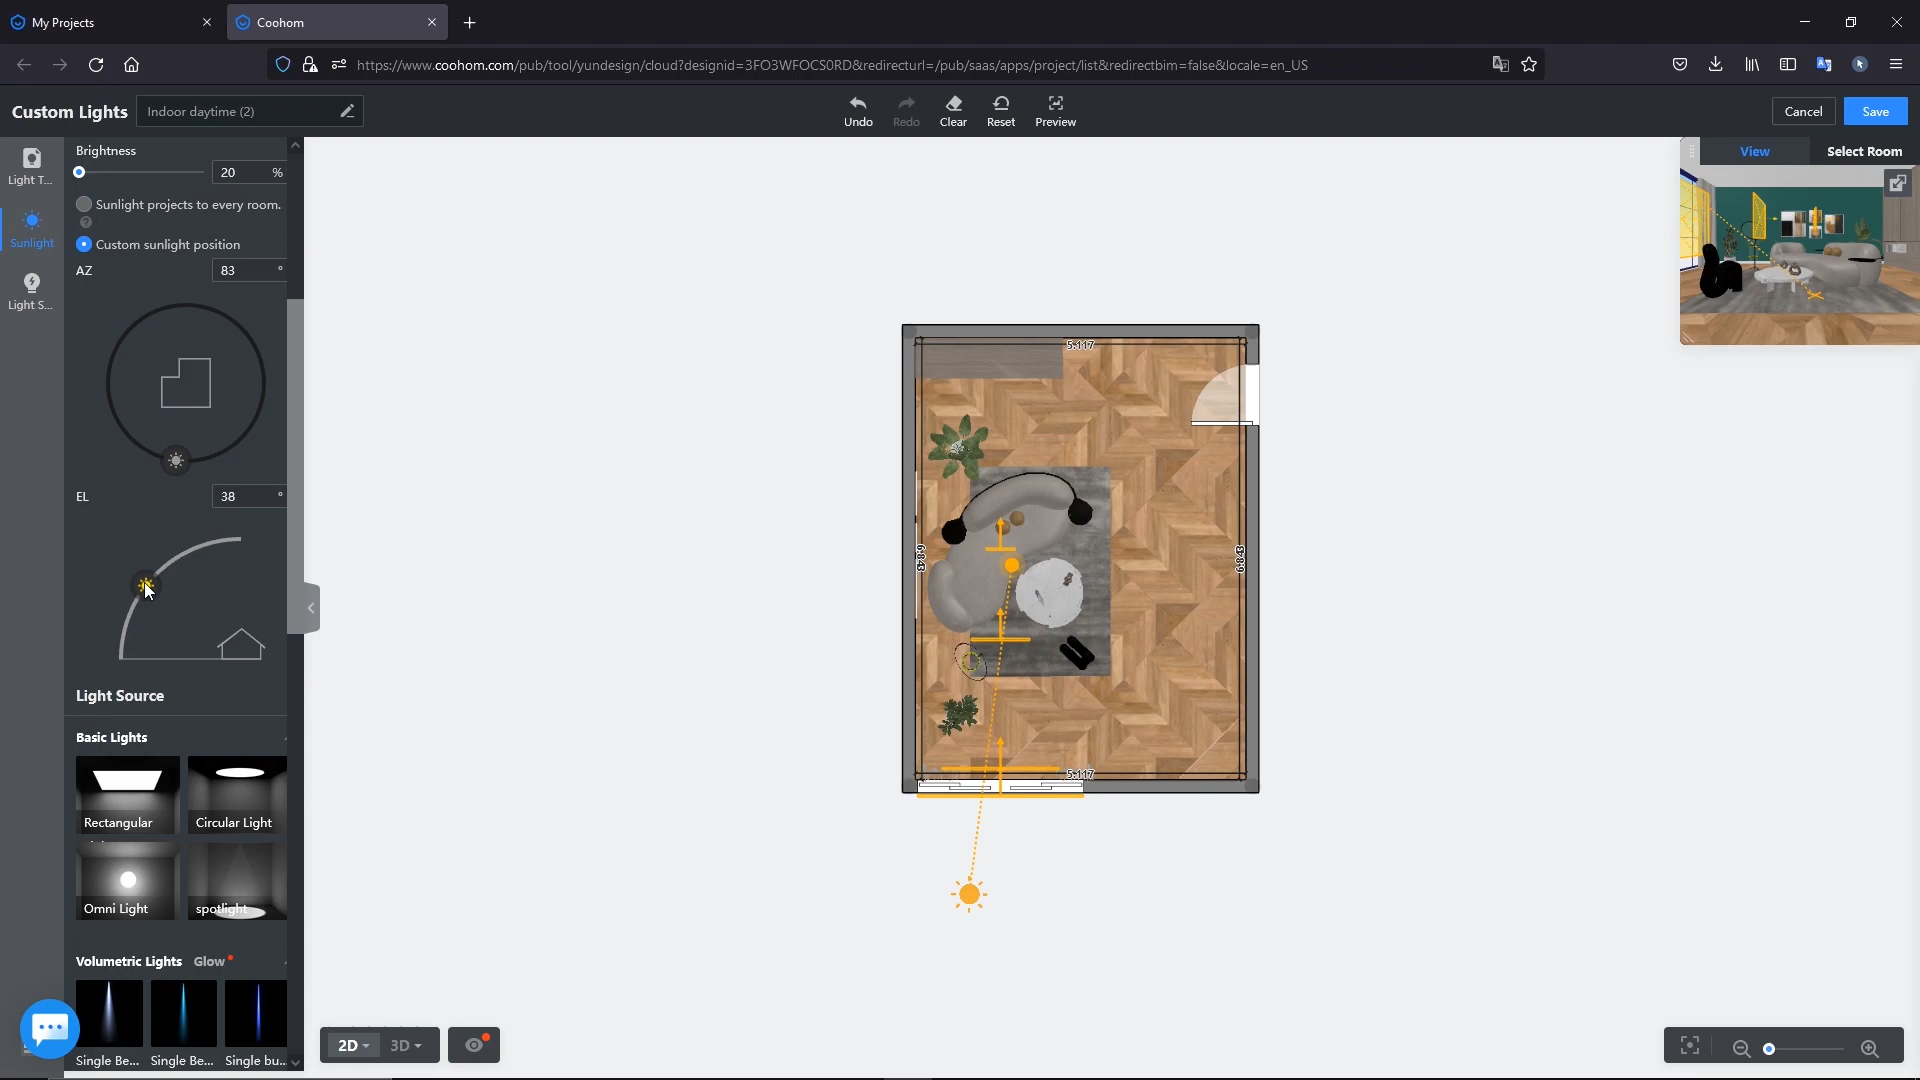 My Projects
Coohom
https://www.coohom.com/pub/tool/yundesign/cloud?designid=3FO3WFOCS0RD&redirecturl=/pub/saas/apps/project/list&redirectbim=false&locale=en_US
Custom Lights
Indoor daytime (2)
Undo
Redo
Clear
Reset
Preview
Cancel
Save
Light T...
Sunlight
Light S...
Brightness
20 %
Sunlight projects to every room.
?
Custom sunlight position
AZ
83 °
EL
38 °
Light Source
Basic Lights
Rectangular
Circular Light
Omni Light
spotlight
Volumetric Lights Glow
Single Be...
Single Be...
Single bu...
View
Select Room
5.117
6.843
6.843
5.117
2D
3D